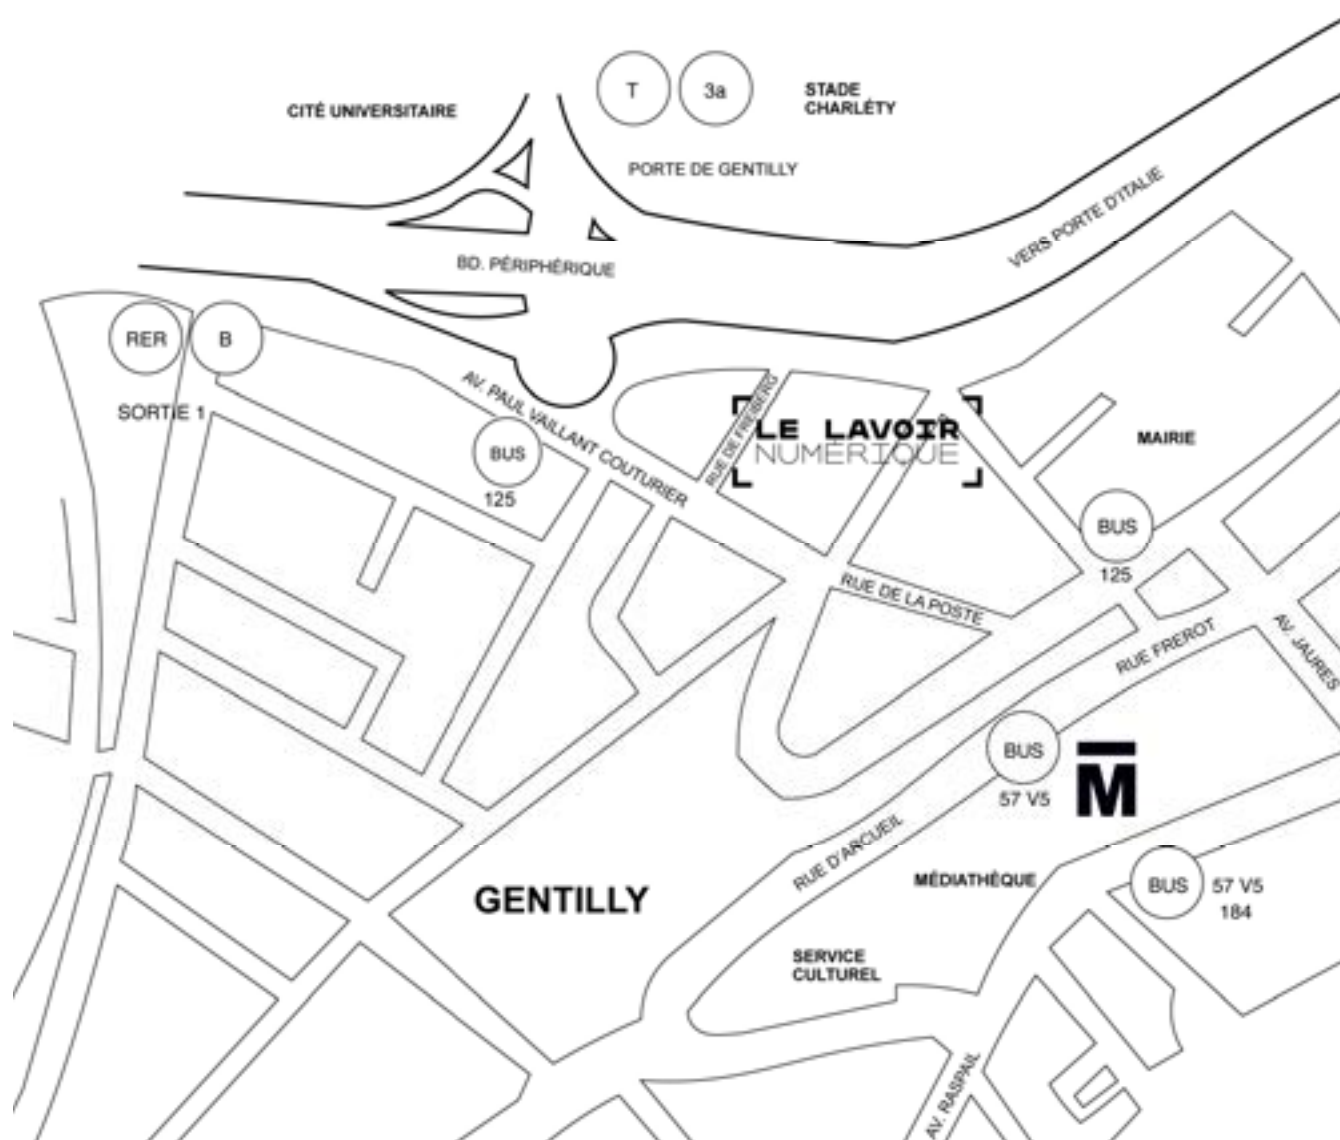 T
3a
STADE
CHARLÉTY
CITÉ UNIVERSITAIRE
PORTE DE GENTILLY
VERS PORTE D'ITALIE
BD. PÉRIPHÉRIQUE
RER
B
SORTIE 1
AV. PAUL VAILLANT COUTURIER
BUS
125
RUE DE FREIBERG
LE LAVOIR
NUMÉRIQUE
MAIRIE
BUS
125
RUE DE LA POSTE
RUE FREROT
AV. JAURES
BUS
57 V5
M
RUE D'ARCUEIL
MÉDIATHÈQUE
BUS
57 V5
184
GENTILLY
SERVICE
CULTUREL
AV. RASPAIL